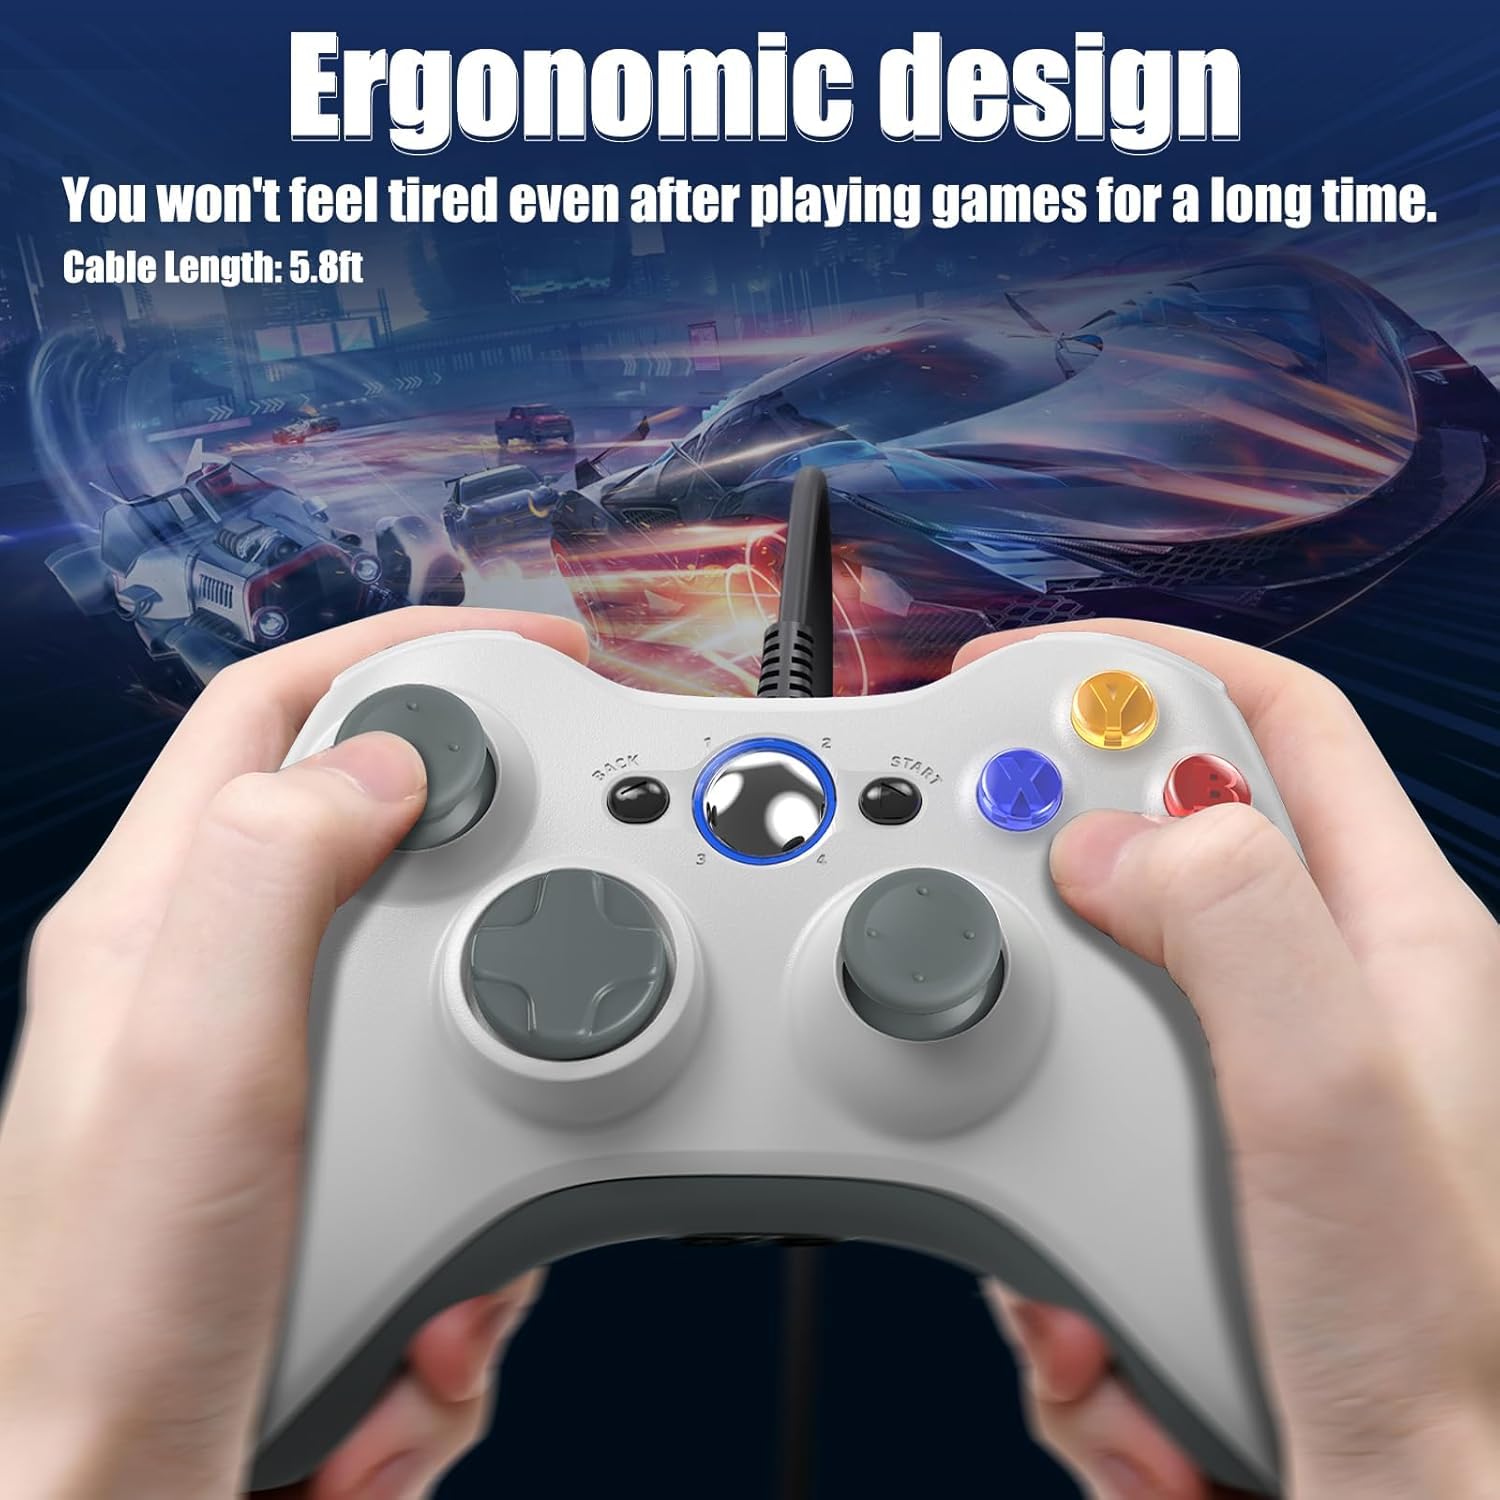 Ergonomic design
You won't feel tired even after playing games for a long time.
Cable Length: 5.8ft
1 2
BACK START
3 4
Y
X B